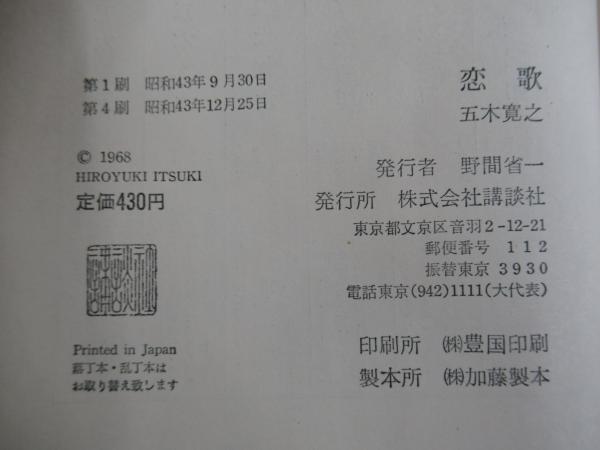 恋歌
五木寛之
第1刷 昭和43年9月30日
第4刷 昭和43年12月25日
© 1968
HIROYUKI ITSUKI
定価430円
発行者 野間省一
発行所 株式会社講談社
東京都文京区音羽2-12-21
郵便番号 112
振替東京 3930
電話東京(942)1111(大代表)
印刷所 ㈱豊国印刷
製本所 ㈱加藤製本
Printed in Japan
落丁本・乱丁本は
お取り替え致します